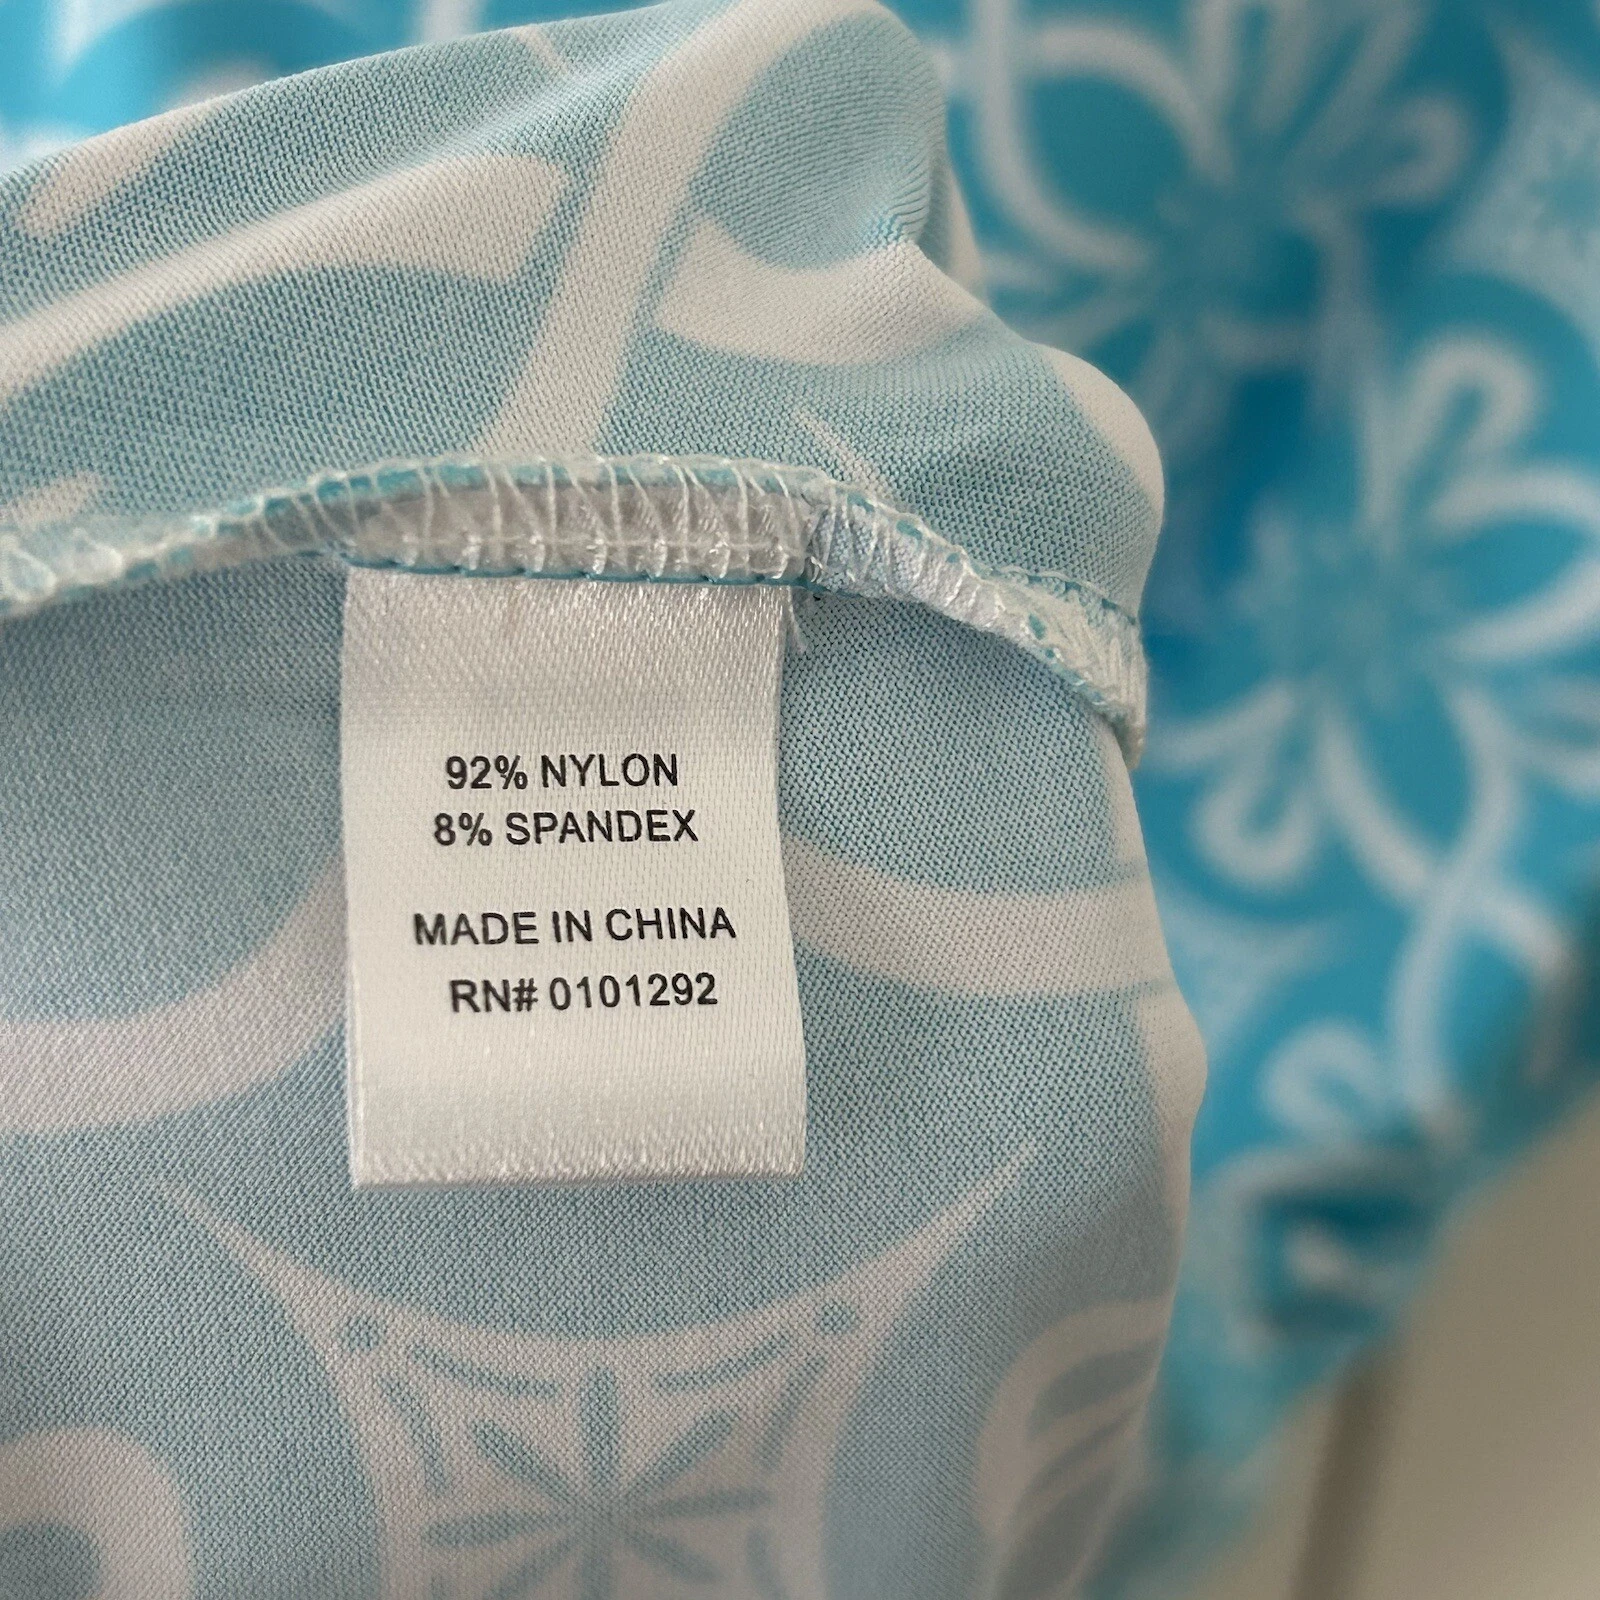 92% NYLON
8% SPANDEX
MADE IN CHINA
RN# 0101292